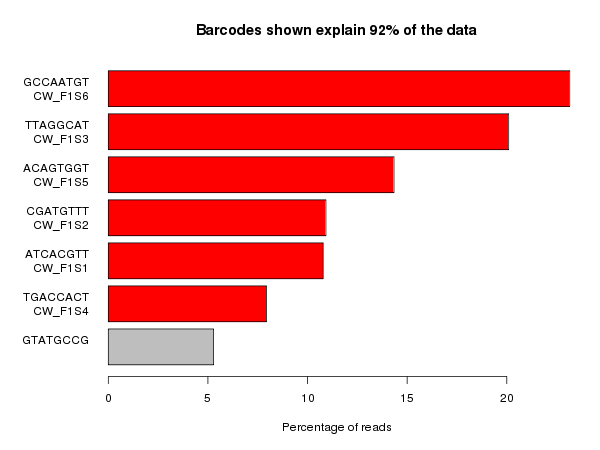 Barcodes shown explain 92% of the data
GCCAATGT
CW_F1S6
TTAGGCAT
CW_F1S3
ACAGTGGT
CW_F1S5
CGATGTTT
CW_F1S2
ATCACGTT
CW_F1S1
TGACCACT
CW_F1S4
GTATGCCG
0 5 10 15 20
Percentage of reads